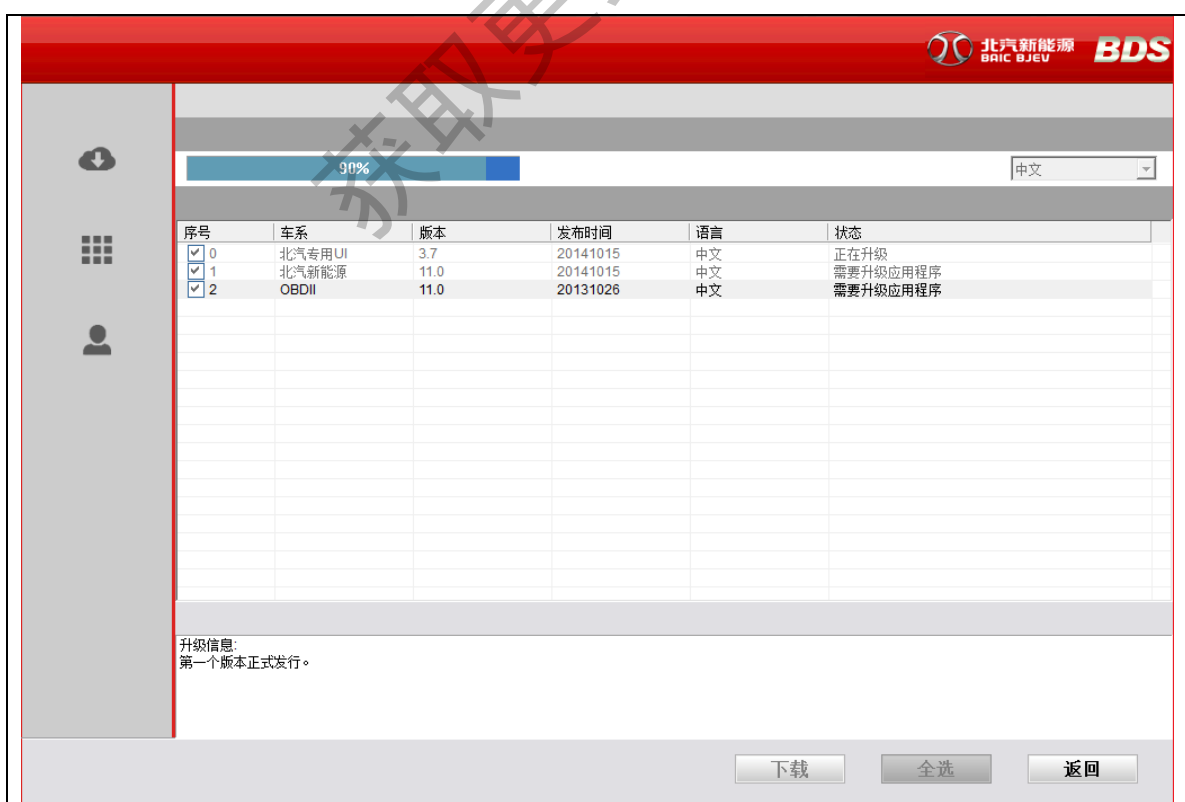 北汽新能源 BDS
BAIC BJEV
获取更
90%
中文
序号 车系 版本 发布时间 语言 状态
0 北汽专用UI 3.7 20141015 中文 正在升级
1 北汽新能源 11.0 20141015 中文 需要升级应用程序
2 OBDII 11.0 20131026 中文 需要升级应用程序
升级信息:
第一个版本正式发行。
下载 全选 返回